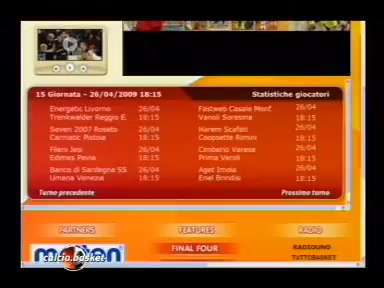 15 Giornata - 26/04/2009 18:15 Statistiche giocatori
Energetic Livorno 26/04 Fastweb Casale Monf. 26/04
Trenkwalder Reggio E. 18:15 Vanoli Soresina 18:15
Seven 2007 Roseto 26/04 Harem Scafati 26/04
Carmatic Pistoia 18:15 Coopsette Rimini 18:15
Fileni Jesi 26/04 Cimberio Varese 26/04
Edimes Pavia 18:15 Prima Veroli 18:15
Banco di Sardegna SS 26/04 Aget Imola 26/04
Umana Venezia 18:15 Enel Brindisi 18:15
Turno precedente Prossimo turno
PARTNERS FEATURES RADIO
molten FINAL FOUR RADIOUNO
calcio.basket TUTTOBASKET